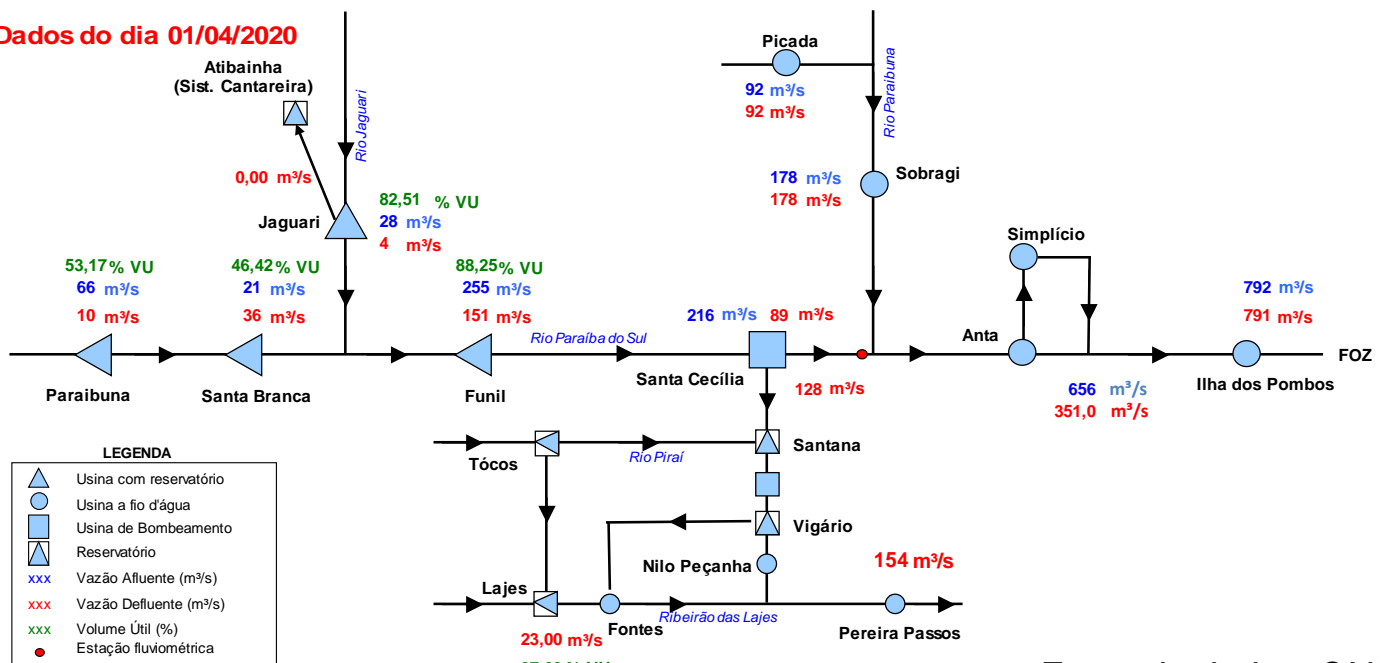 Dados do dia 01/04/2020
Atibainha
(Sist. Cantareira)
Rio Jaguari
0,00 m³/s
Jaguari
82,51 % VU
28 m³/s
4 m³/s
Picada
92 m³/s
92 m³/s
Rio Paraibuna
178 m³/s
178 m³/s
Sobragi
Simplício
53,17% VU
66 m³/s
10 m³/s
Paraibuna
46,42% VU
21 m³/s
36 m³/s
Santa Branca
88,25% VU
255 m³/s
151 m³/s
Funil
Rio Paraíba do Sul
216 m³/s 89 m³/s
Santa Cecília
128 m³/s
Anta
656 m³/s
351,0 m³/s
792 m³/s
791 m³/s
Ilha dos Pombos
FOZ
Tócos
Rio Piraí
Santana
Vigário
Nilo Peçanha
154 m³/s
Lajes
23,00 m³/s
Fontes
Ribeirão das Lajes
Pereira Passos
LEGENDA
Usina com reservatório
Usina a fio d'água
Usina de Bombeamento
Reservatório
xxx Vazão Afluente (m³/s)
xxx Vazão Defluente (m³/s)
xxx Volume Útil (%)
Estação fluviométrica